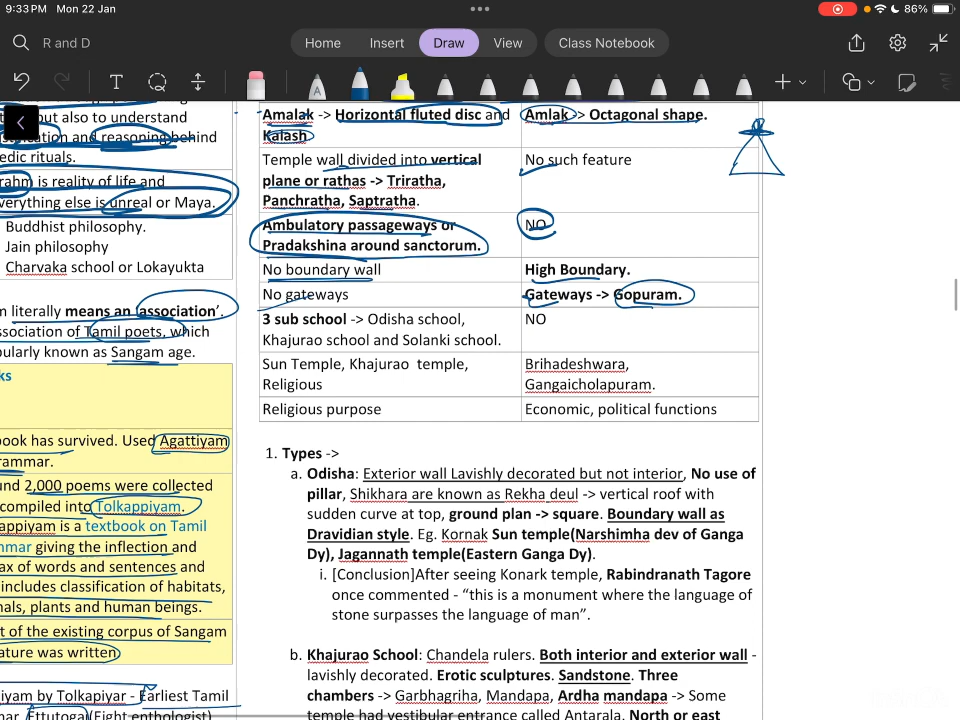 9:33 PM Mon 22 Jan
86%
R and D
Home Insert Draw View Class Notebook
T
A
but also to understand
and reasoning behind
edic rituals.
rahm is reality of life and
verything else is unreal or Maya.
Buddhist philosophy.
Jain philosophy
Charvaka school or Lokayukta
m literally means an 'association'.
ssociation of Tamil poets, which
pularly known as Sangam age.
ks
book has survived. Used Agattiyam
rammar.
und 2,000 poems were collected
compiled into Tolkappiyam.
kappiyam is a textbook on Tamil
mmar giving the inflection and
ax of words and sentences and
includes classification of habitats,
mals, plants and human beings.
t of the existing corpus of Sangam
rature was written
iyam by Tolkapiyar - Earliest Tamil
mar, Ettutogai(Eight enthologist)
Amalak -> Horizontal fluted disc and
Kalash
Amlak -> Octagonal shape.
Temple wall divided into vertical
plane or rathas -> Triratha,
Panchratha, Saptratha.
No such feature
Ambulatory passageways or
Pradakshina around sanctorum.
NO
No boundary wall
High Boundary.
No gateways
Gateways -> Gopuram.
3 sub school -> Odisha school,
Khajurao school and Solanki school.
NO
Sun Temple, Khajurao temple,
Religious
Brihadeshwara,
Gangaicholapuram.
Religious purpose
Economic, political functions
1. Types ->
a. Odisha: Exterior wall Lavishly decorated but not interior, No use of
pillar, Shikhara are known as Rekha deul -> vertical roof with
sudden curve at top, ground plan -> square. Boundary wall as
Dravidian style. Eg. Kornak Sun temple(Narshimha dev of Ganga
Dy), Jagannath temple(Eastern Ganga Dy).
i. [Conclusion]After seeing Konark temple, Rabindranath Tagore
once commented - “this is a monument where the language of
stone surpasses the language of man”.
b. Khajurao School: Chandela rulers. Both interior and exterior wall -
lavishly decorated. Erotic sculptures. Sandstone. Three
chambers -> Garbhagriha, Mandapa, Ardha mandapa -> Some
temple had vestibular entrance called Antarala. North or east